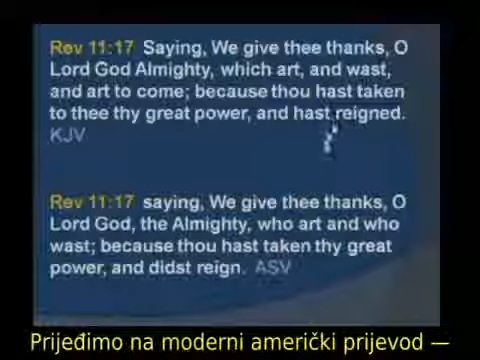 Rev 11:17 Saying, We give thee thanks, O
Lord God Almighty, which art, and wast,
and art to come; because thou hast taken
to thee thy great power, and hast reigned.
KJV
Rev 11:17 saying, We give thee thanks, O
Lord God, the Almighty, who art and who
wast; because thou hast taken thy great
power, and didst reign. ASV
Prijeđimo na moderni američki prijevod —